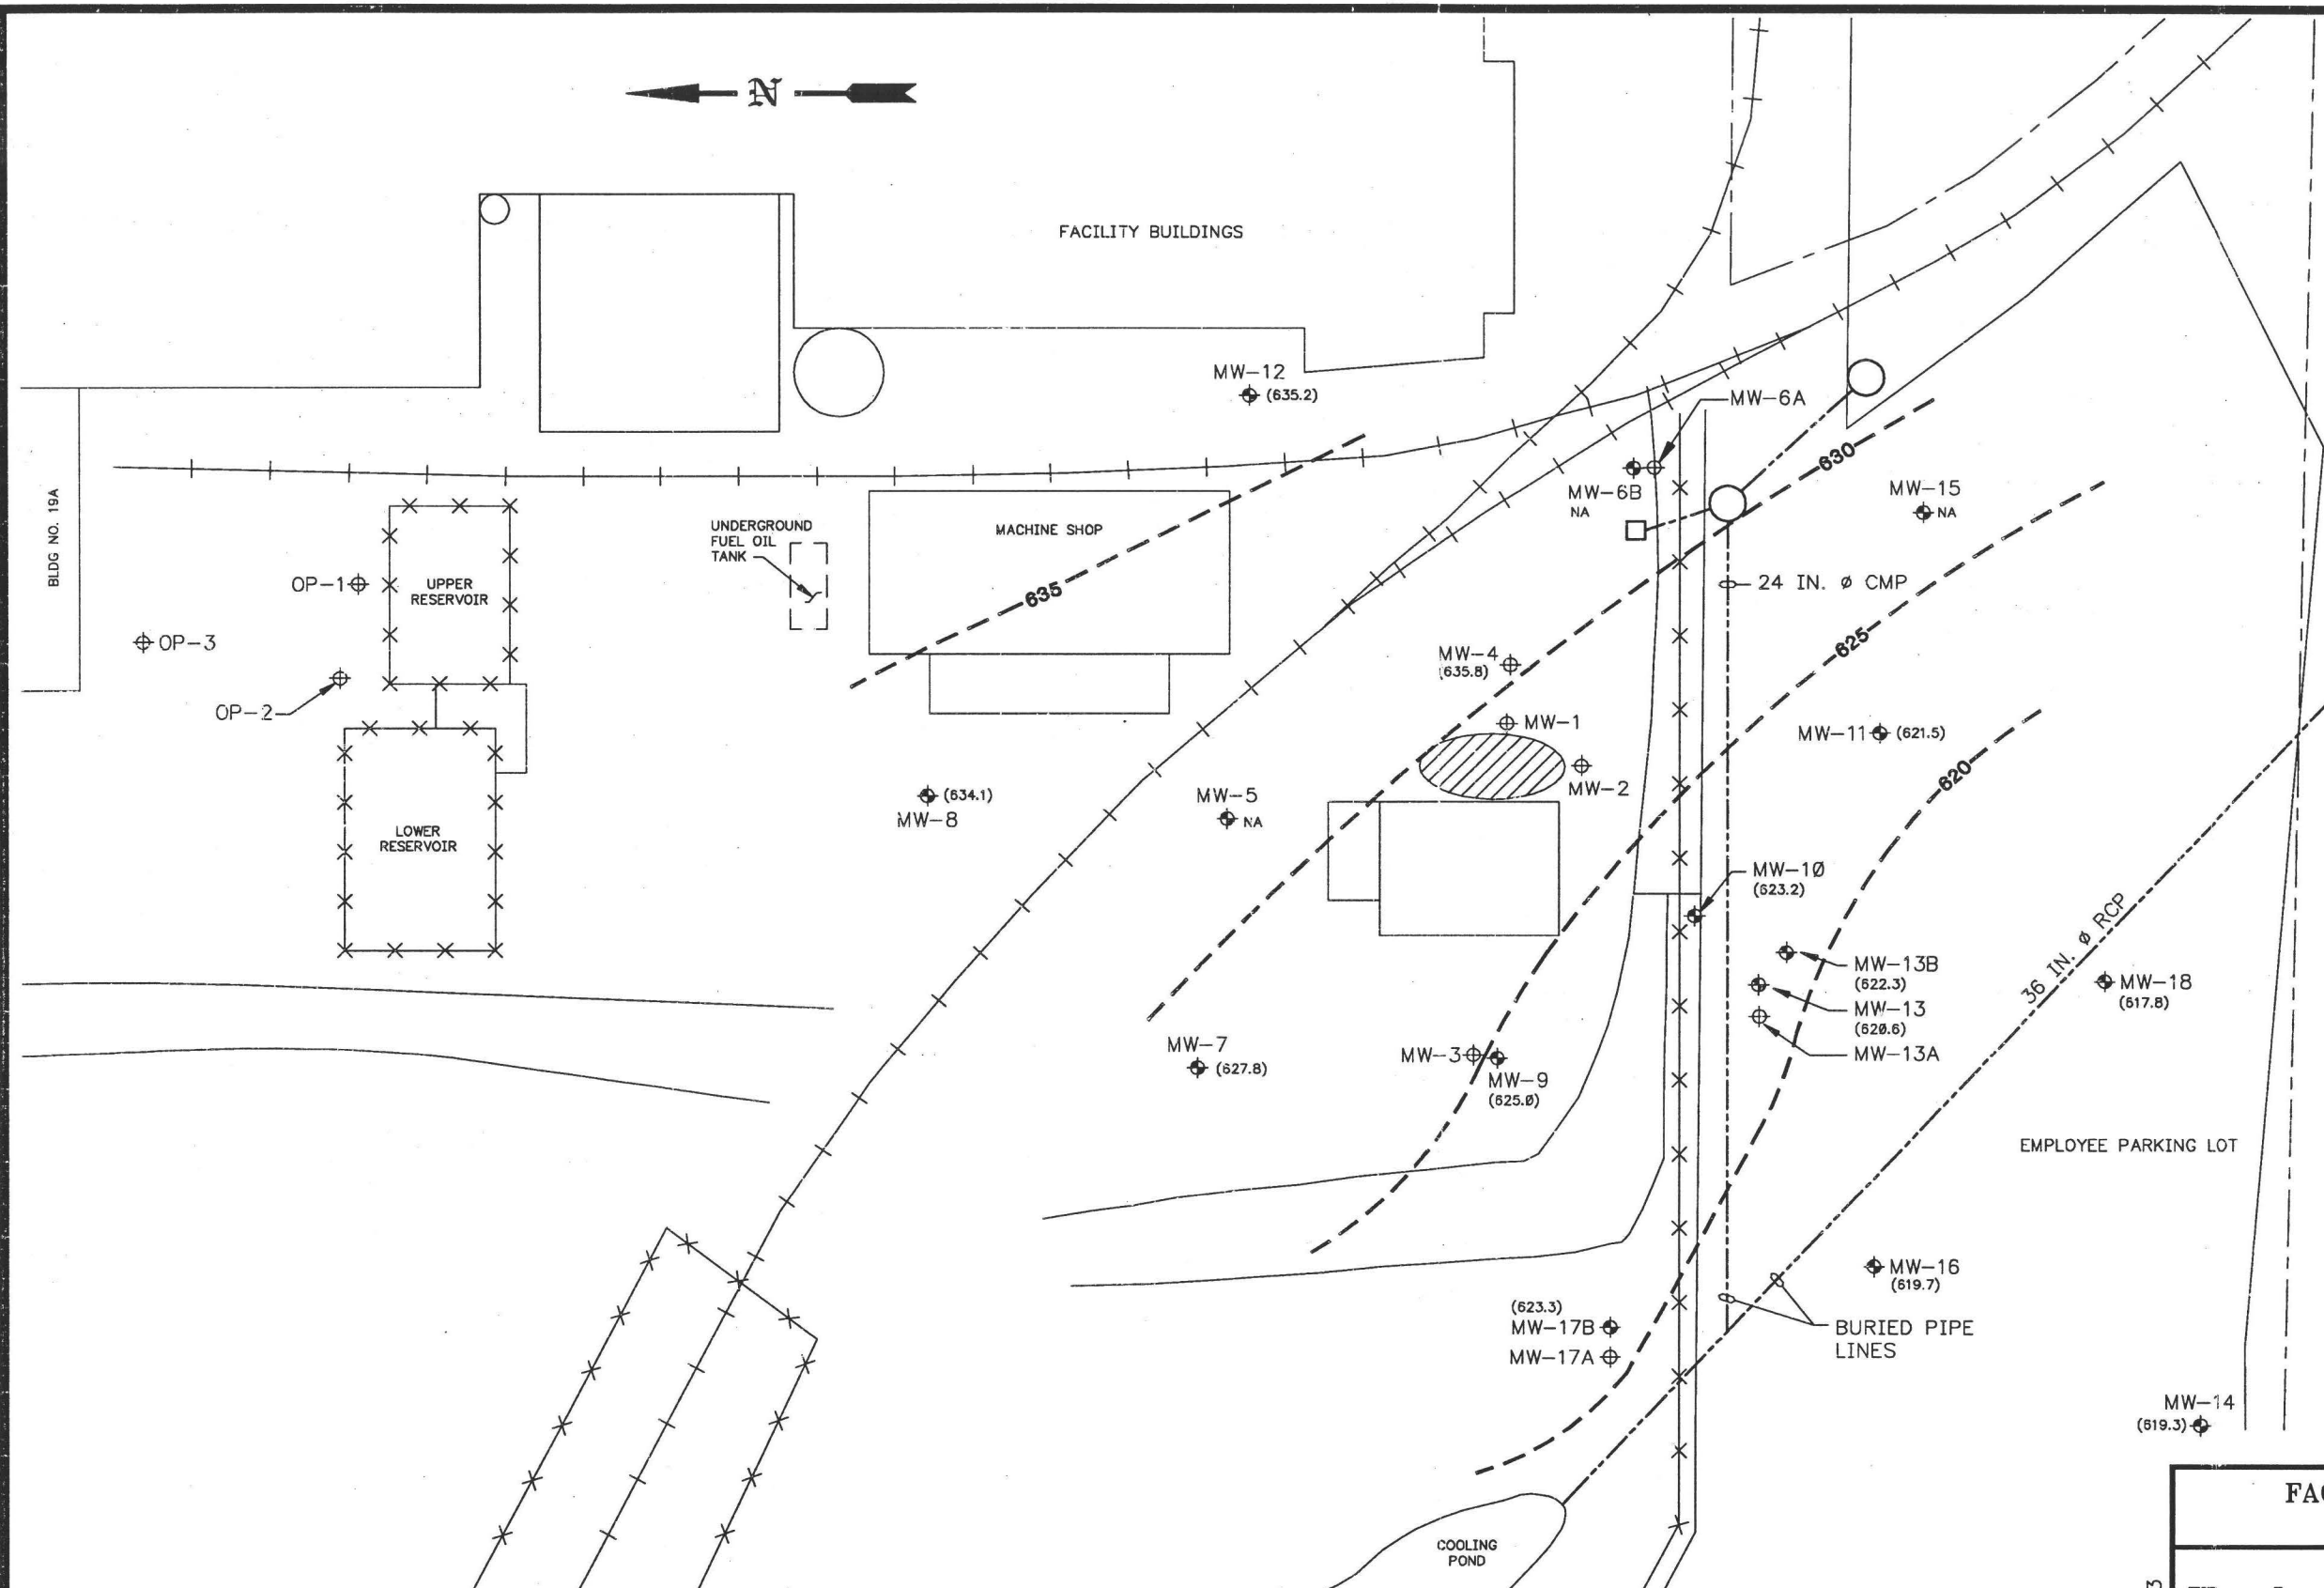 N
FACILITY BUILDINGS
MW-12
(635.2)
MW-6A
630
MW-6B
NA
MW-15
NA
BLDG NO. 19A
UNDERGROUND
FUEL OIL
TANK
MACHINE SHOP
OP-1
UPPER
RESERVOIR
635
24 IN. Ø CMP
OP-3
625
MW-4
(635.8)
OP-2
MW-1
MW-11
(621.5)
620
MW-2
(634.1)
MW-8
MW-5
NA
LOWER
RESERVOIR
MW-10
(623.2)
36 IN. Ø RCP
MW-13B
(622.3)
MW-18
(617.8)
MW-13
(620.6)
MW-7
(627.8)
MW-3
MW-13A
MW-9
(625.0)
EMPLOYEE PARKING LOT
MW-16
(619.7)
(623.3)
MW-17B
MW-17A
BURIED PIPE
LINES
MW-14
(619.3)
COOLING
POND